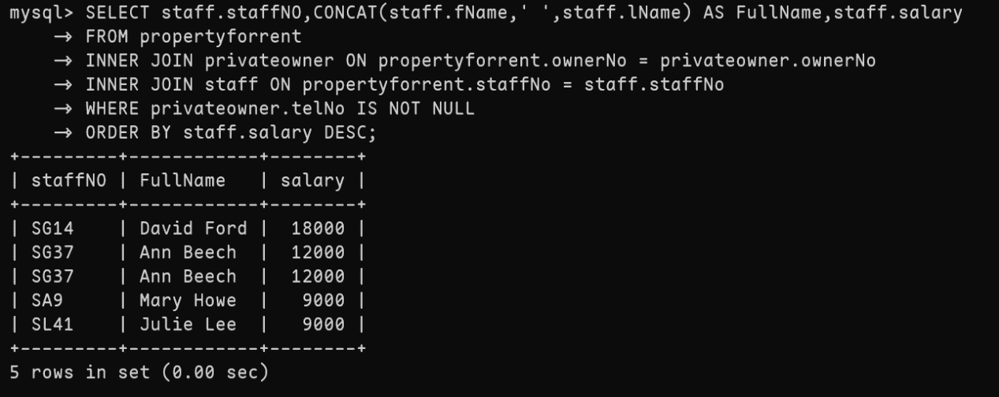 mysql> SELECT staff.staffNO,CONCAT(staff.fName,' ',staff.lName) AS FullName,staff.salary
    -> FROM propertyforrent
    -> INNER JOIN privateowner ON propertyforrent.ownerNo = privateowner.ownerNo
    -> INNER JOIN staff ON propertyforrent.staffNo = staff.staffNo
    -> WHERE privateowner.telNo IS NOT NULL
    -> ORDER BY staff.salary DESC;
+---------+------------+--------+
| staffNO | FullName   | salary |
+---------+------------+--------+
| SG14    | David Ford |  18000 |
| SG37    | Ann Beech  |  12000 |
| SG37    | Ann Beech  |  12000 |
| SA9     | Mary Howe  |   9000 |
| SL41    | Julie Lee  |   9000 |
+---------+------------+--------+
5 rows in set (0.00 sec)